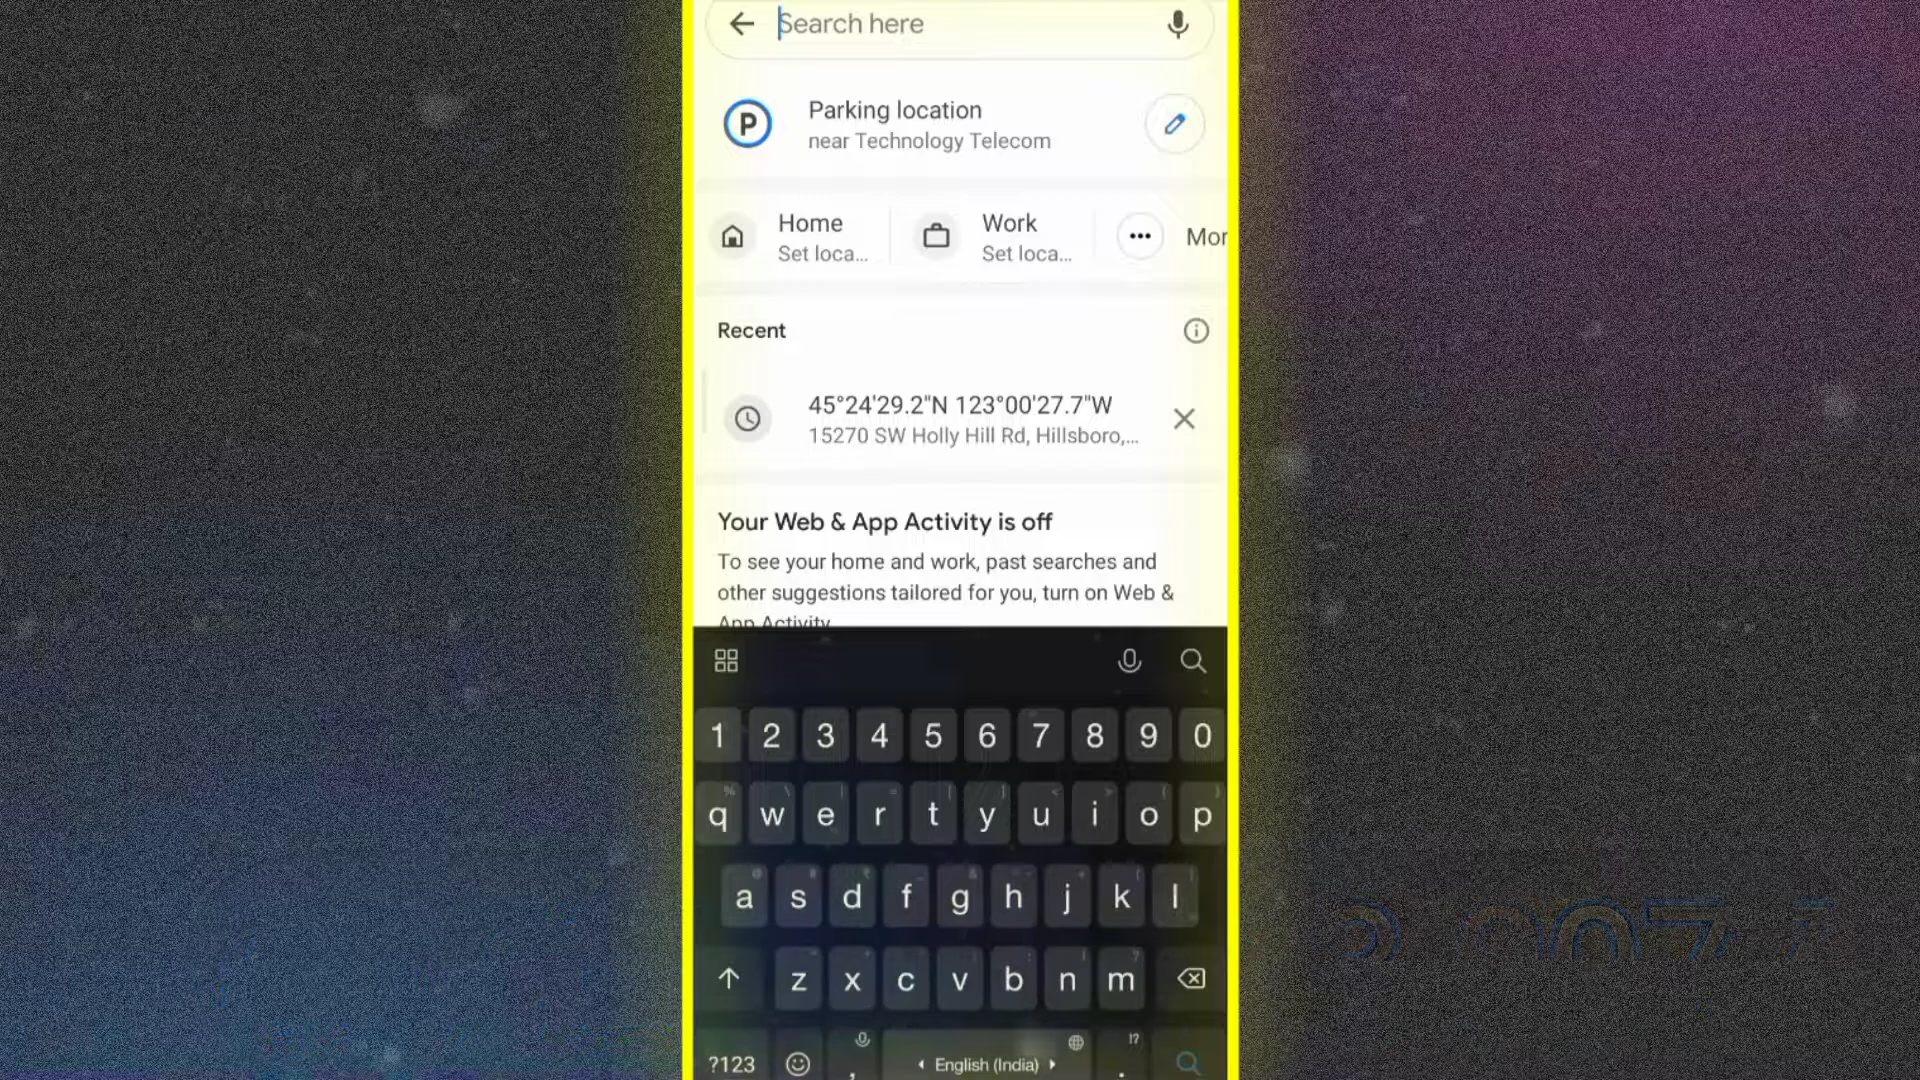 Search here
P
Parking location
near Technology Telecom
Home
Set loca...
Work
Set loca...
Mor
Recent
45°24'29.2"N 123°00'27.7"W
15270 SW Holly Hill Rd, Hillsboro,...
Your Web & App Activity is off
To see your home and work, past searches and
other suggestions tailored for you, turn on Web &
App Activity
1 2 3 4 5 6 7 8 9 0
q w e r t y u i o p
a s d f g h j k l
z x c v b n m
?123 , English (India) . !?